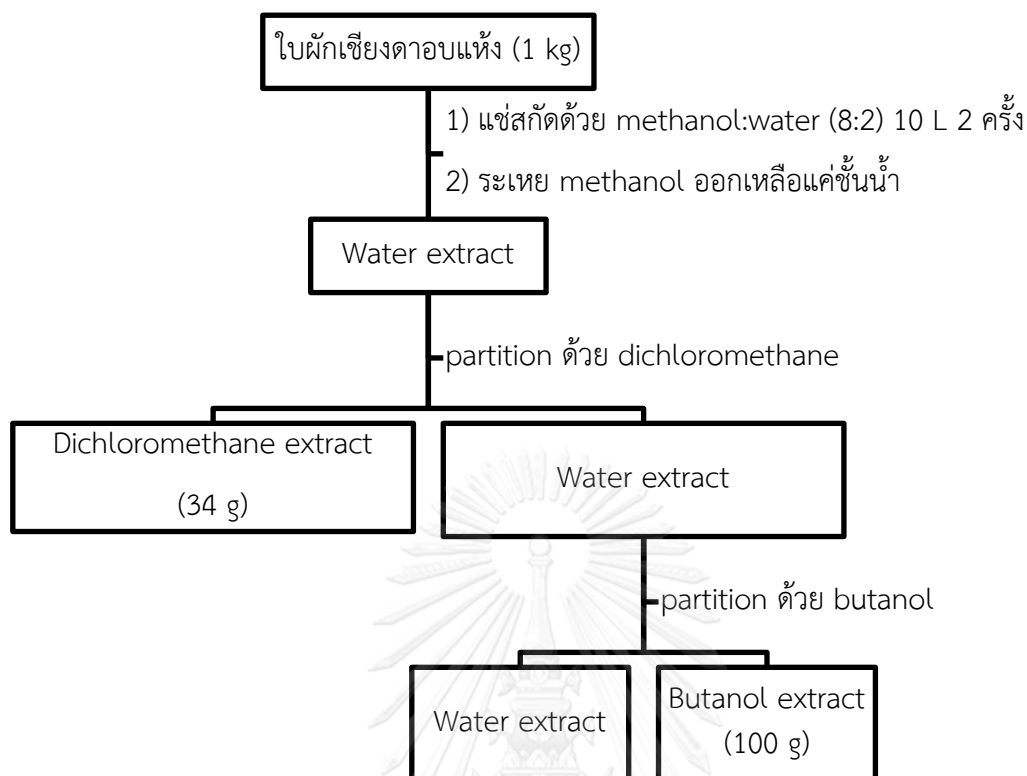 ใบผักเชียงดาอบแห้ง (1 kg)
1) แช่สกัดด้วย methanol:water (8:2) 10 L 2 ครั้ง
2) ระเหย methanol ออกเหลือแค่ชั้นน้ำ
Water extract
partition ด้วย dichloromethane
Dichloromethane extract
(34 g)
Water extract
partition ด้วย butanol
Water extract
Butanol extract
(100 g)